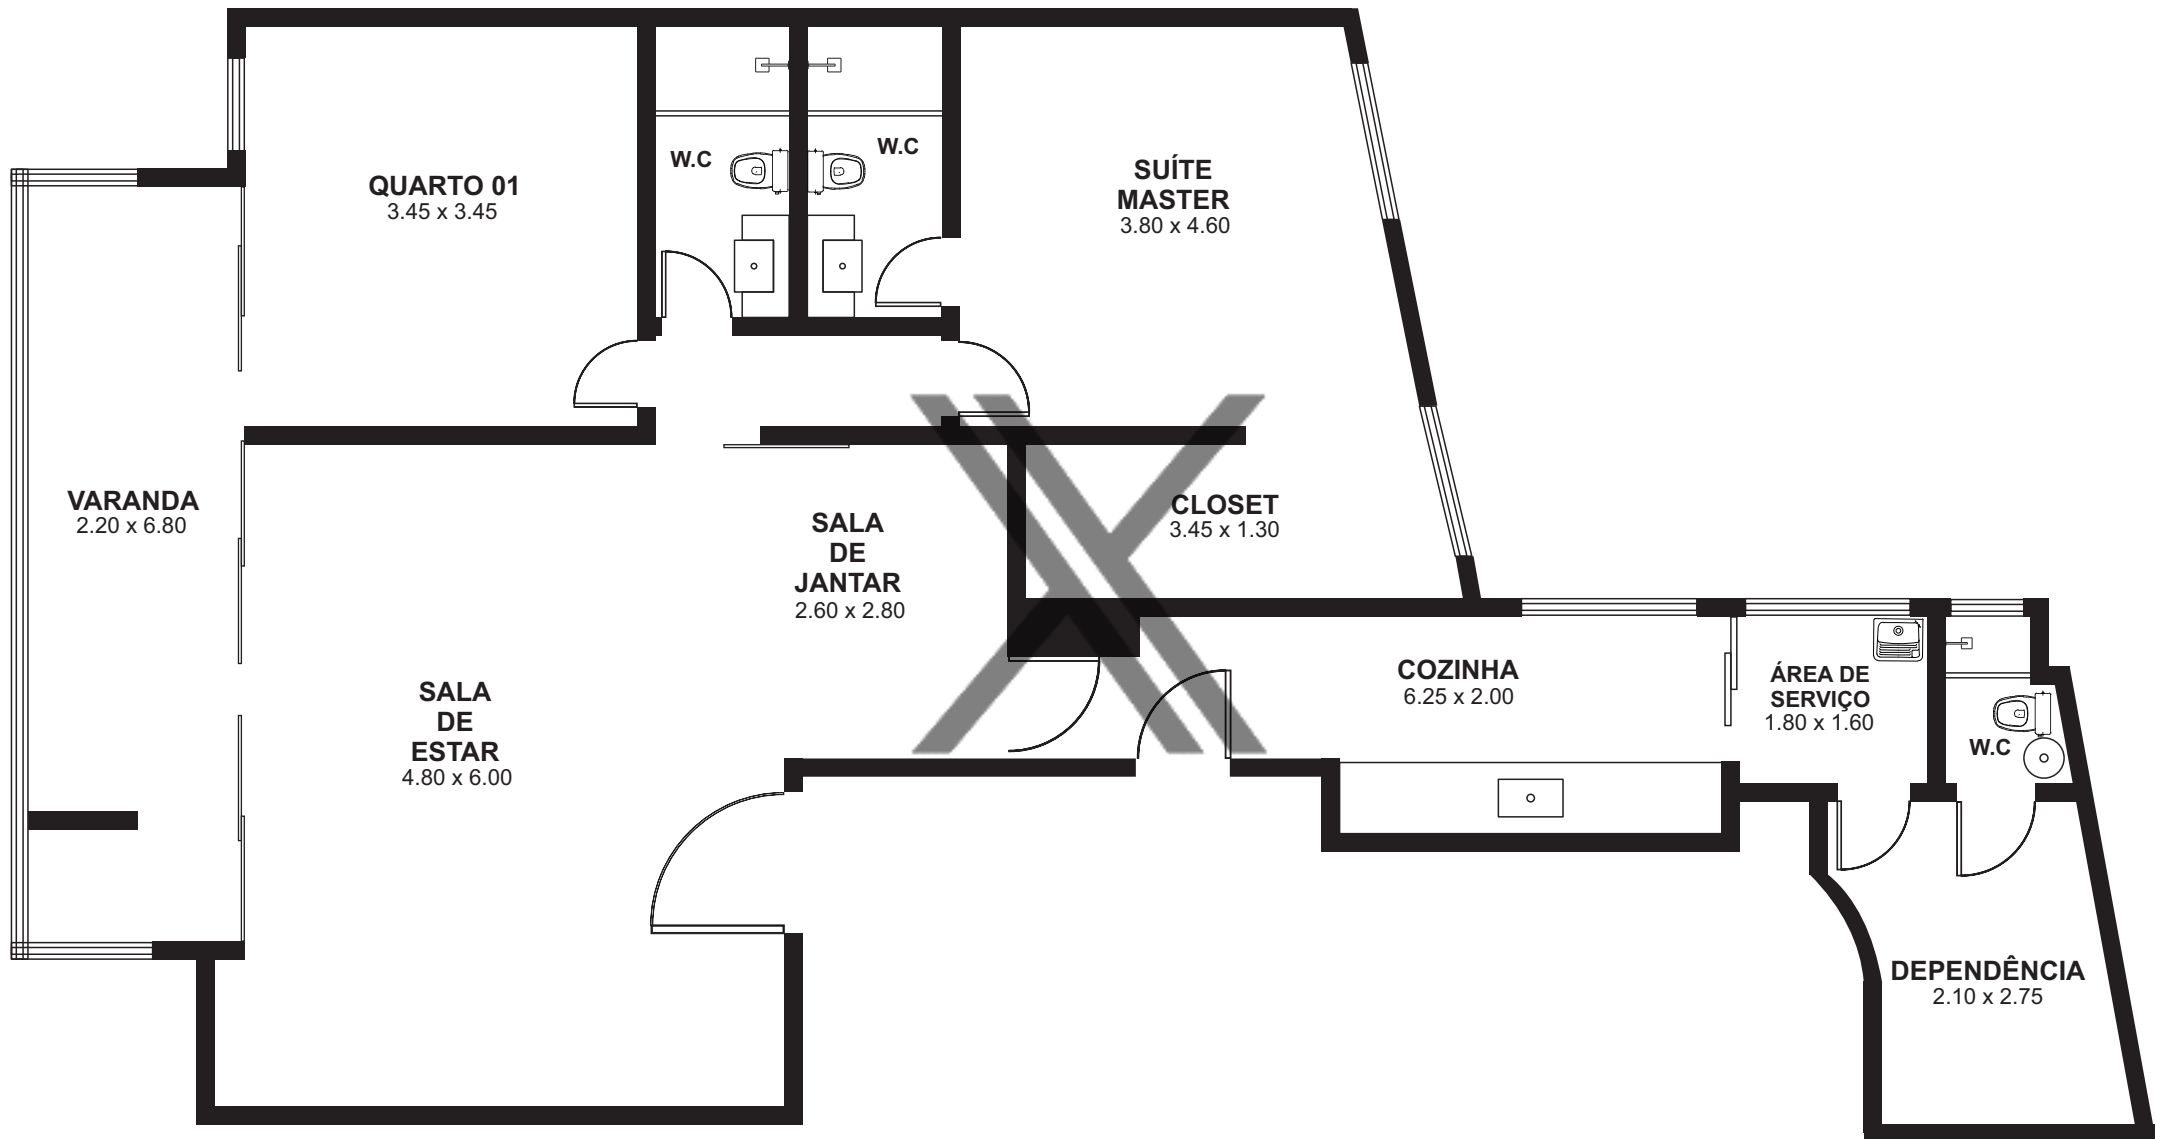 QUARTO 01
3.45 x 3.45
W.C
W.C
SUÍTE
MASTER
3.80 x 4.60
VARANDA
2.20 x 6.80
SALA
DE
JANTAR
2.60 x 2.80
CLOSET
3.45 x 1.30
SALA
DE
ESTAR
4.80 x 6.00
COZINHA
6.25 x 2.00
ÁREA DE
SERVIÇO
1.80 x 1.60
W.C
DEPENDÊNCIA
2.10 x 2.75